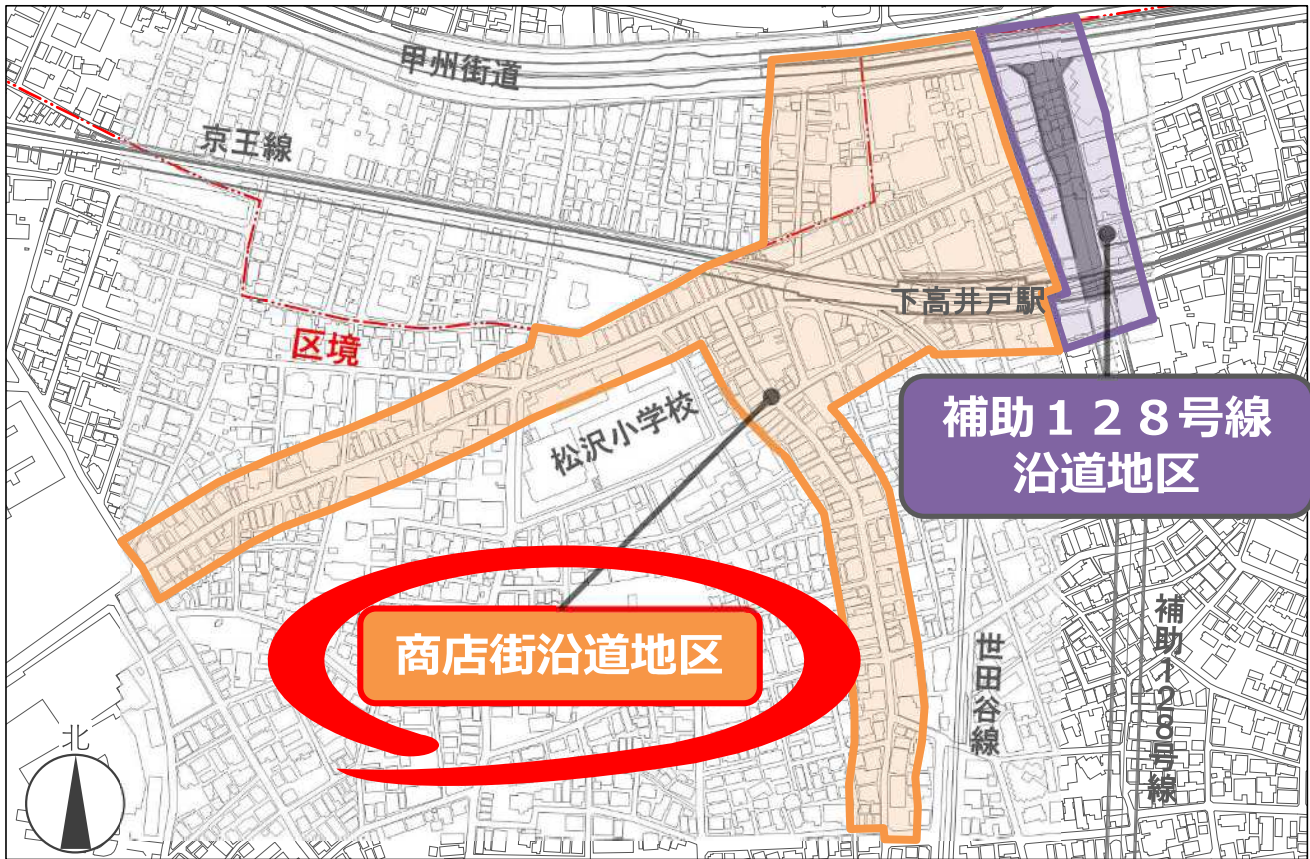 甲州街道
京王線
下高井戸駅
区境
補助１２８号線
沿道地区
松沢小学校
商店街沿道地区
世田谷線
補助128号線
北